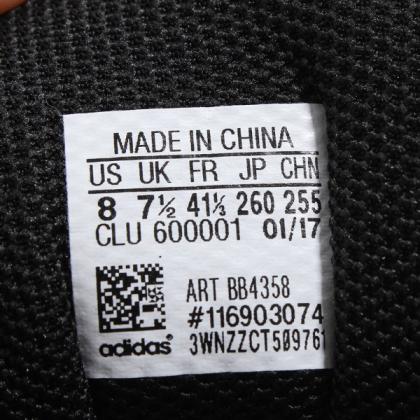 MADE IN CHINA
US UK FR JP CHN
8 7½ 41⅓ 260 255
CLU 600001 01/17
ART BB4358
#116903074
adidas® 3WNZZCT509761